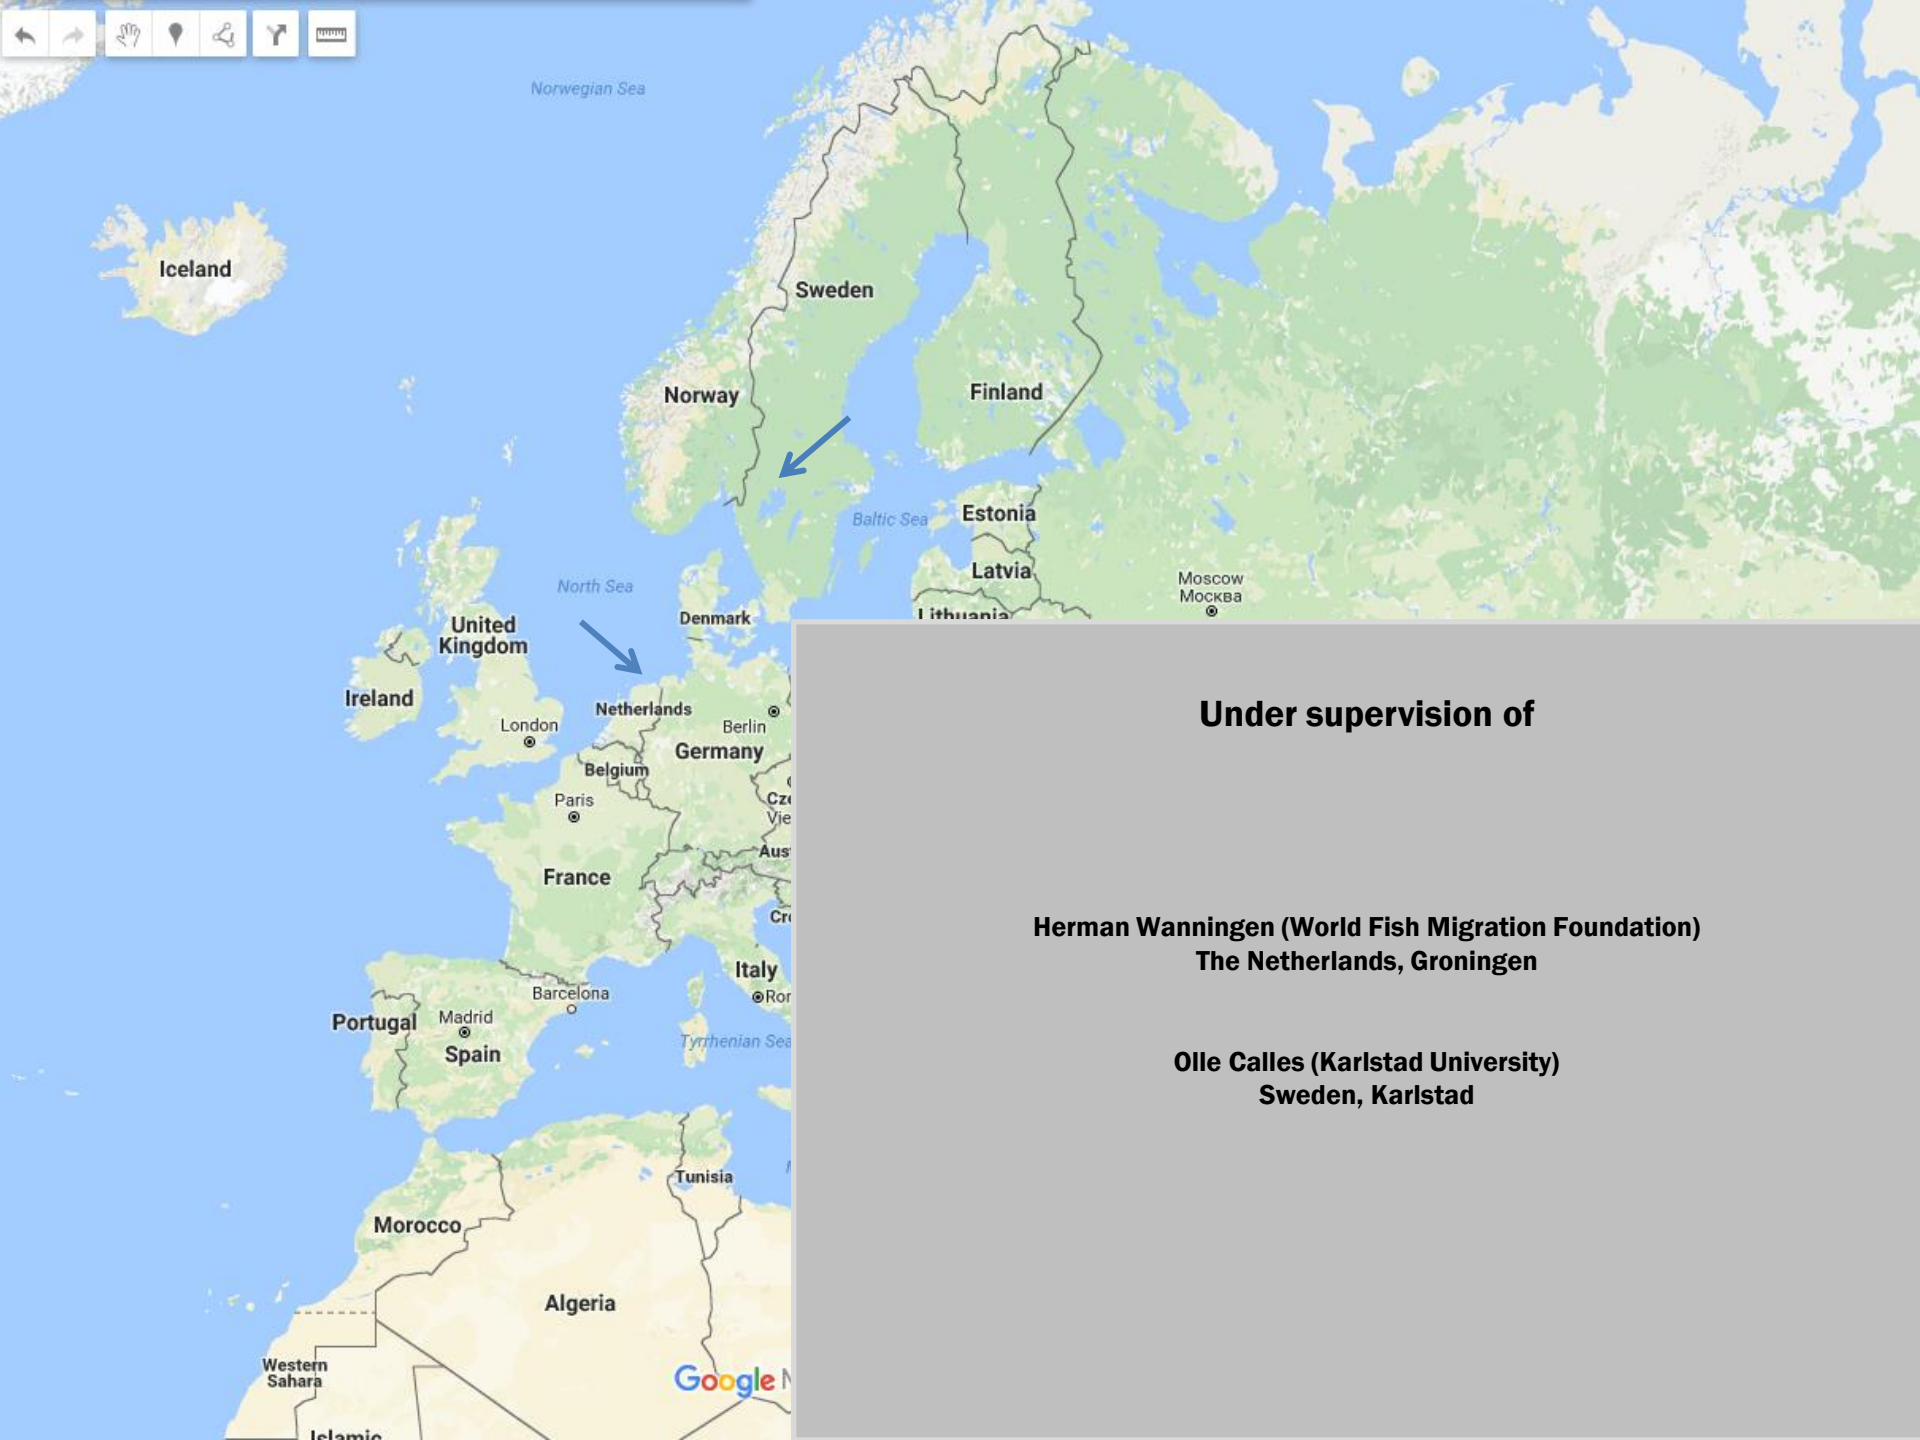 Norwegian Sea
Iceland
Sweden
Norway
Finland
Baltic Sea
Estonia
Latvia
Moscow
Москва
Lithuania
North Sea
Denmark
United
Kingdom
Ireland
Netherlands
London
Berlin
Germany
Belgium
Paris
France
Italy
Barcelona
Portugal
Madrid
Spain
Tyrrhenian Sea
Tunisia
Morocco
Algeria
Western
Sahara
Islamic
Google
Under supervision of
Herman Wanningen (World Fish Migration Foundation)
The Netherlands, Groningen
Olle Calles (Karlstad University)
Sweden, Karlstad